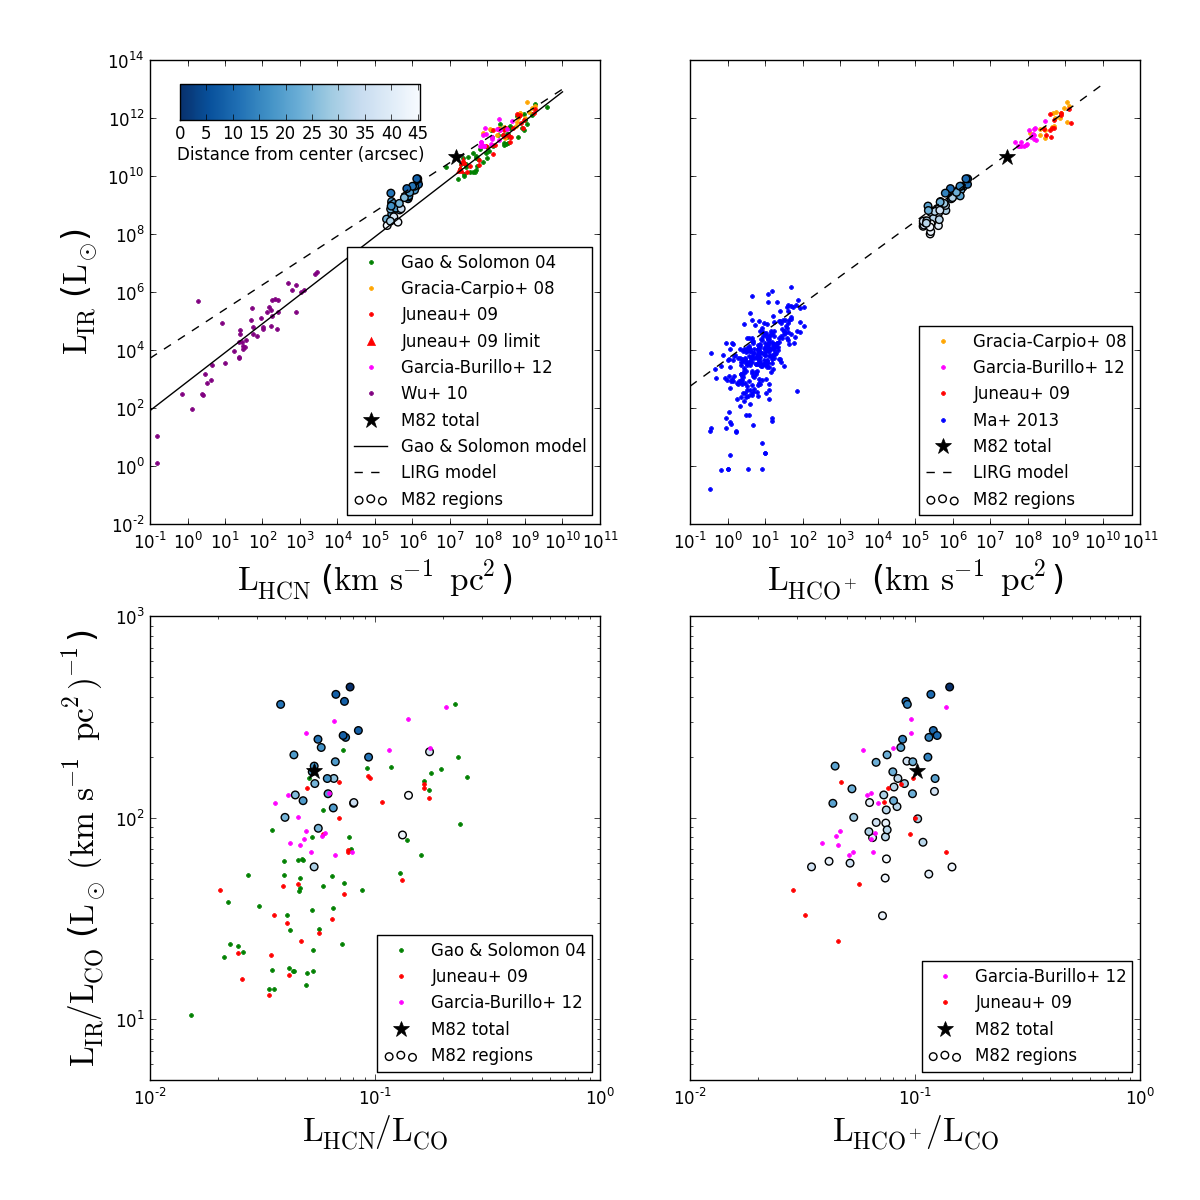 10^14
10^12
10^10
10^8
10^6
10^4
10^2
10^0
10^-2
L_IR (L_⊙)
0 5 10 15 20 25 30 35 40 45
Distance from center (arcsec)
Gao & Solomon 04
Gracia-Carpio+ 08
Juneau+ 09
Juneau+ 09 limit
Garcia-Burillo+ 12
Wu+ 10
M82 total
Gao & Solomon model
LIRG model
M82 regions
10^-1 10^0 10^1 10^2 10^3 10^4 10^5 10^6 10^7 10^8 10^9 10^10 10^11
L_HCN (km s^−1 pc^2)
Gracia-Carpio+ 08
Garcia-Burillo+ 12
Juneau+ 09
Ma+ 2013
M82 total
LIRG model
M82 regions
10^-1 10^0 10^1 10^2 10^3 10^4 10^5 10^6 10^7 10^8 10^9 10^10 10^11
L_HCO^+ (km s^−1 pc^2)
10^3
10^2
10^1
L_IR/L_CO (L_⊙ (km s^−1 pc^2)^−1)
Gao & Solomon 04
Juneau+ 09
Garcia-Burillo+ 12
M82 total
M82 regions
10^-2 10^-1 10^0
L_HCN/L_CO
Garcia-Burillo+ 12
Juneau+ 09
M82 total
M82 regions
10^-2 10^-1 10^0
L_HCO^+/L_CO